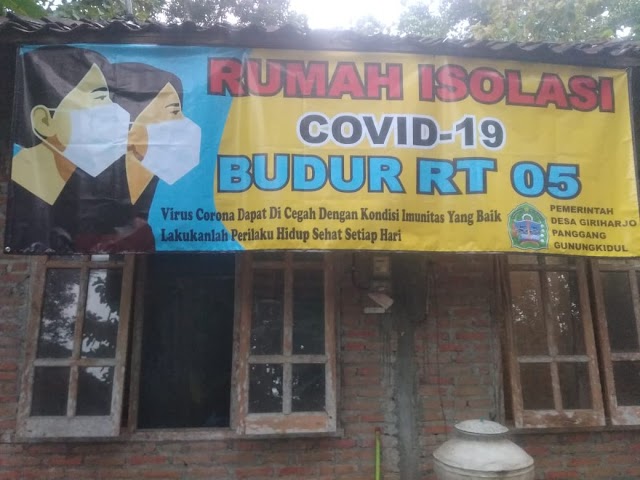 RUMAH ISOLASI
COVID-19
BUDUR RT 05
Virus Corona Dapat Di Cegah Dengan Kondisi Imunitas Yang Baik
Lakukanlah Perilaku Hidup Sehat Setiap Hari
PEMERINTAH
DESA GIRIHARJO
PANGGANG
GUNUNGKIDUL